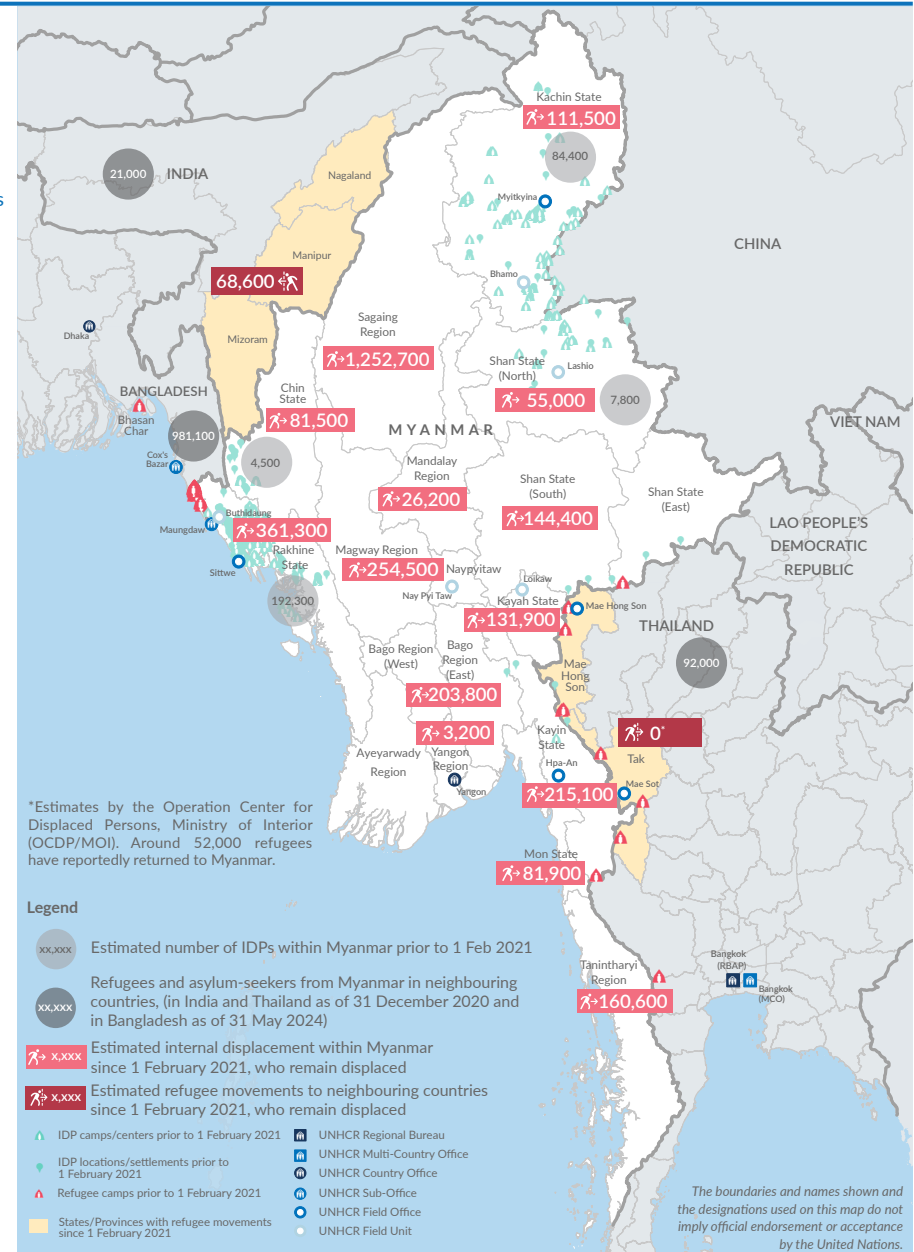 s
Kachin State
111,500
84,400
21,000
INDIA
Nagaland
Myitkyina
CHINA
Manipur
68,600
Bhamo
Sagaing
Region
Dhaka
Mizoram
1,252,700
Shan State
(North)
Lashio
BANGLADESH
Chin
State
55,000
7,800
Bhasan
Char
81,500
MYANMAR
VIET NAM
981,100
Cox's
Bazar
4,500
Mandalay
Region
26,200
Shan State
(South)
144,400
Shan State
(East)
Buthidaung
Maungdaw
361,300
LAO PEOPLE'S
DEMOCRATIC
REPUBLIC
Rakhine
State
Sittwe
Magway Region
254,500
Naypyitaw
Nay Pyi Taw
Loikaw
192,300
Kayah State
131,900
Mae Hong Son
THAILAND
92,000
Bago Region
(West)
Bago
Region
(East)
Mae
Hong
Son
203,800
3,200
Kayin
State
0*
Tak
Ayeyarwady
Region
Yangon
Region
Yangon
Hpa-An
Mae Sot
215,100
*Estimates by the Operation Center for
Displaced Persons, Ministry of Interior
(OCDP/MOI). Around 52,000 refugees
have reportedly returned to Myanmar.
Mon State
81,900
Bangkok
(RBAP)
Bangkok
(MCO)
Tanintharyi
Region
160,600
Legend
xx,xxx
Estimated number of IDPs within Myanmar prior to 1 Feb 2021
xx,xxx
Refugees and asylum-seekers from Myanmar in neighbouring
countries, (in India and Thailand as of 31 December 2020 and
in Bangladesh as of 31 May 2024)
x,xxx
Estimated internal displacement within Myanmar
since 1 February 2021, who remain displaced
x,xxx
Estimated refugee movements to neighbouring countries
since 1 February 2021, who remain displaced
IDP camps/centers prior to 1 February 2021
IDP locations/settlements prior to
1 February 2021
Refugee camps prior to 1 February 2021
States/Provinces with refugee movements
since 1 February 2021
UNHCR Regional Bureau
UNHCR Multi-Country Office
UNHCR Country Office
UNHCR Sub-Office
UNHCR Field Office
UNHCR Field Unit
The boundaries and names shown and
the designations used on this map do not
imply official endorsement or acceptance
by the United Nations.